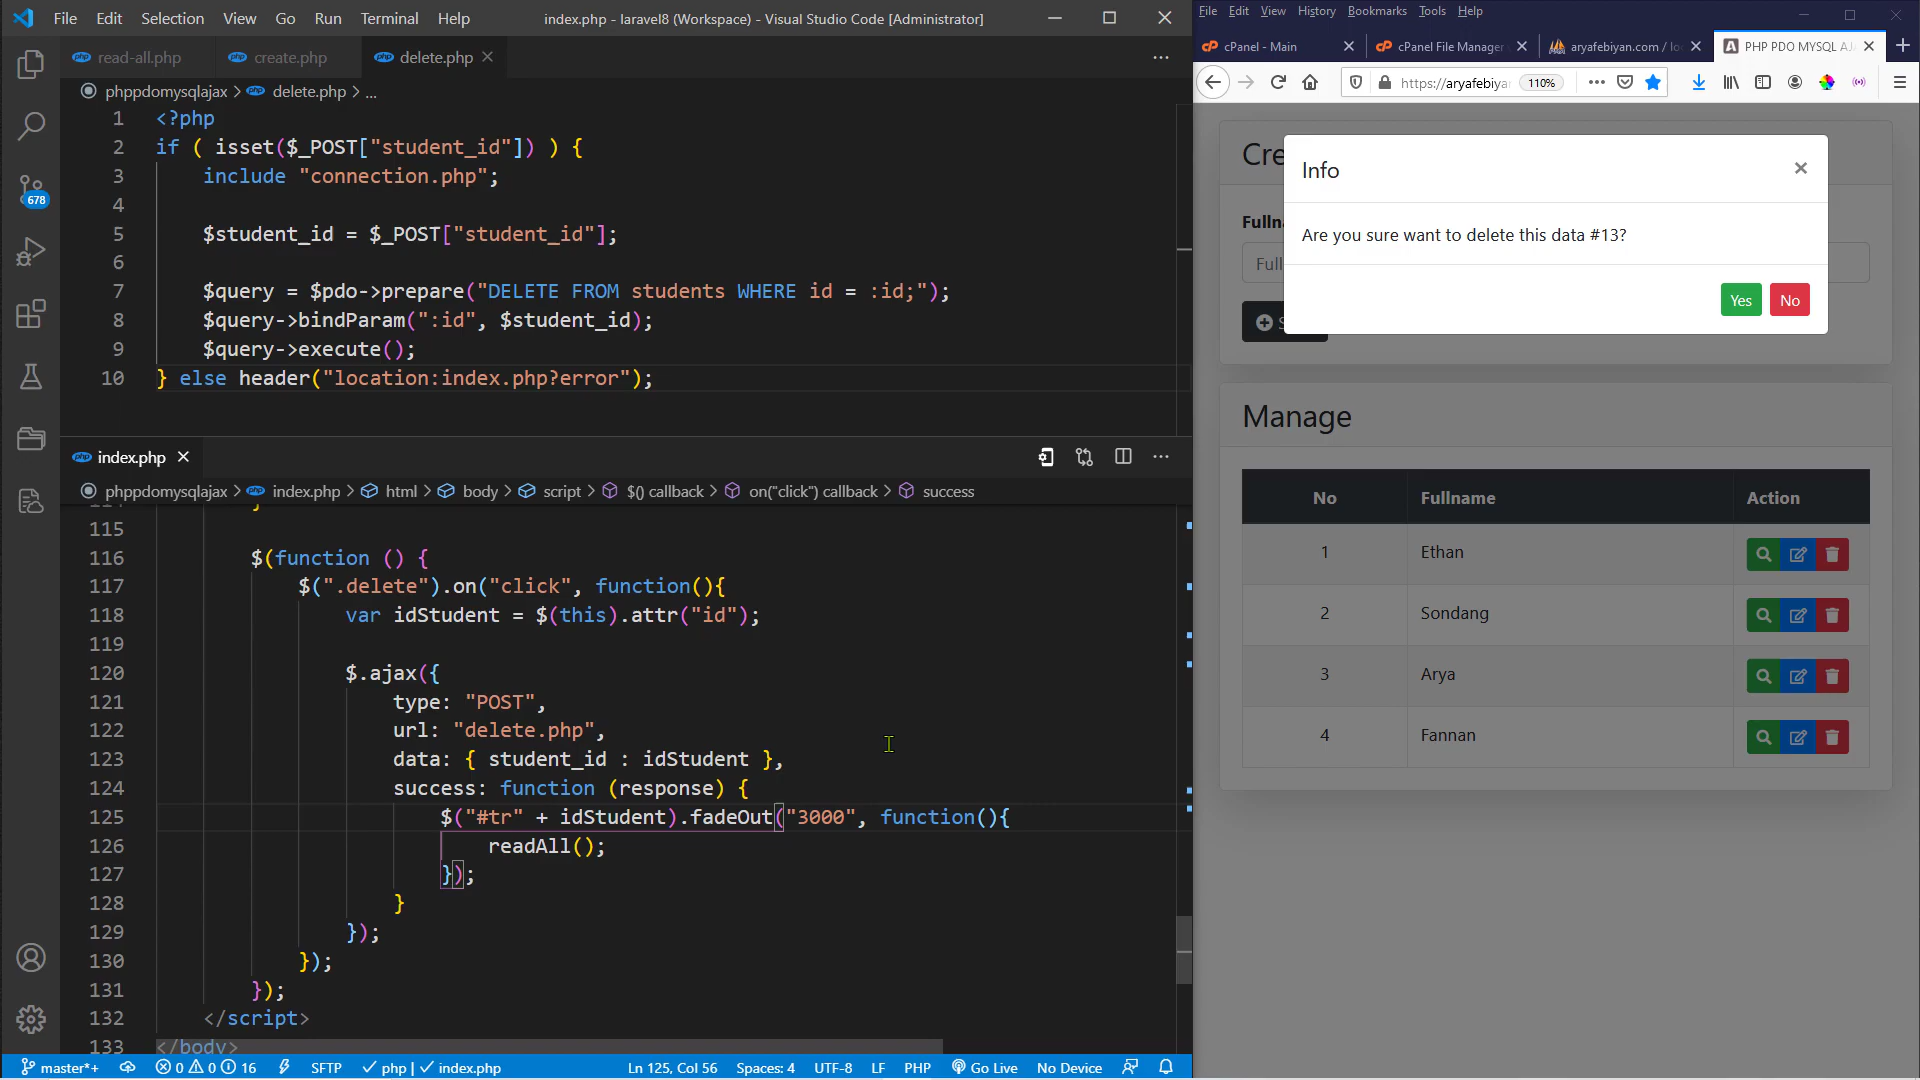 File Edit Selection View Go Run Terminal Help index.php - laravel8 (Workspace) - Visual Studio Code [Administrator]
read-all.php create.php delete.php
phppdomysqlajax > delete.php > ...
1 <?php
2 if ( isset($_POST["student_id"]) ) {
3 include "connection.php";
4
5 $student_id = $_POST["student_id"];
6
7 $query = $pdo->prepare("DELETE FROM students WHERE id = :id;");
8 $query->bindParam(":id", $student_id);
9 $query->execute();
10 } else header("location:index.php?error");
678
index.php
phppdomysqlajax > index.php > html > body > script > $() callback > on("click") callback > success
115
116 $(function () {
117 $(".delete").on("click", function(){
118 var idStudent = $(this).attr("id");
119
120 $.ajax({
121 type: "POST",
122 url: "delete.php",
123 data: { student_id : idStudent },
124 success: function (response) {
125 $("#tr" + idStudent).fadeOut("3000", function(){
126 readAll();
127 });
128 }
129 });
130 });
131 });
132 </script>
133 </body>
master*+ 0 0 16 SFTP php | index.php Ln 125, Col 56 Spaces: 4 UTF-8 LF PHP Go Live No Device
File Edit View History Bookmarks Tools Help
cPanel - Main cPanel File Manager aryafebiyan.com / PHP PDO MYSQL
https://aryafebiya 110%
Info
×
Are you sure want to delete this data #13?
Yes No
Cre
Fulln
Full
Manage
No Fullname Action
1 Ethan
2 Sondang
3 Arya
4 Fannan